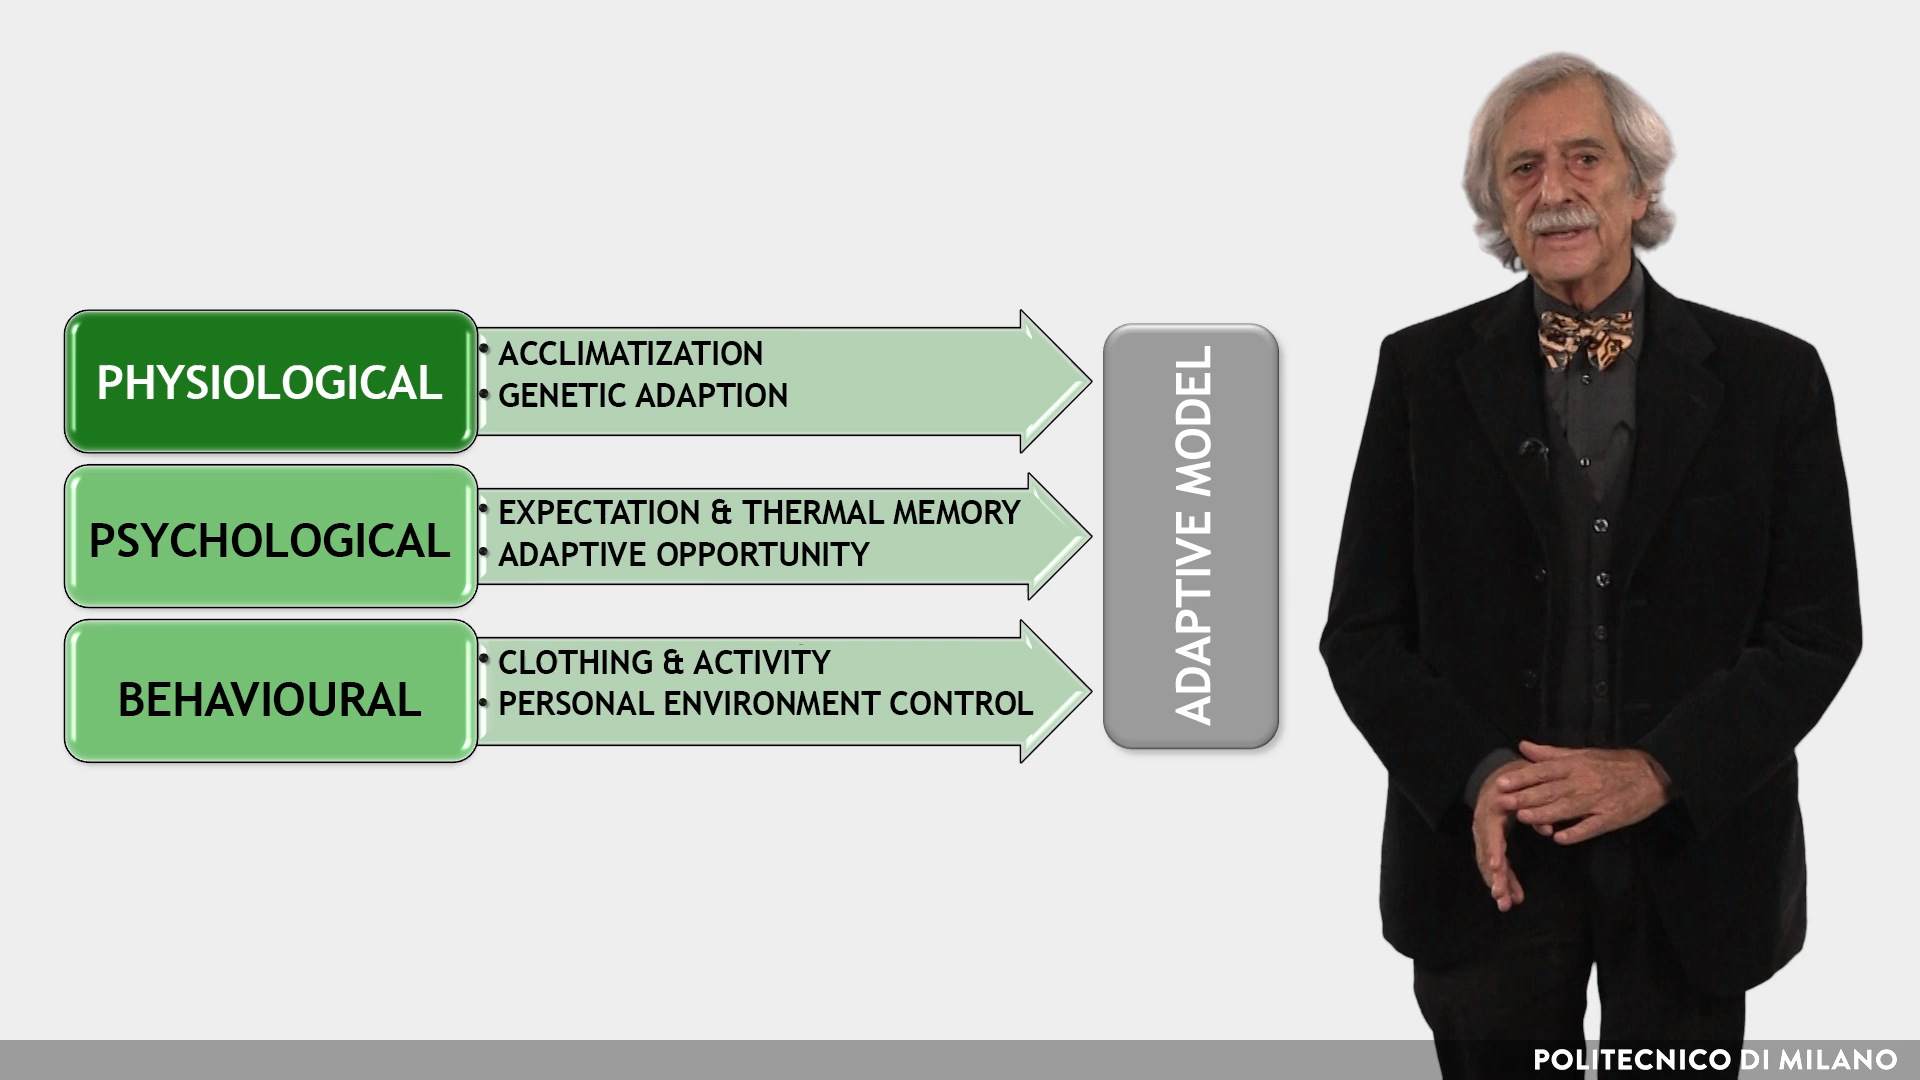 PHYSIOLOGICAL
• ACCLIMATIZATION
• GENETIC ADAPTION
PSYCHOLOGICAL
• EXPECTATION & THERMAL MEMORY
• ADAPTIVE OPPORTUNITY
BEHAVIOURAL
• CLOTHING & ACTIVITY
• PERSONAL ENVIRONMENT CONTROL
ADAPTIVE MODEL
POLITECNICO DI MILANO